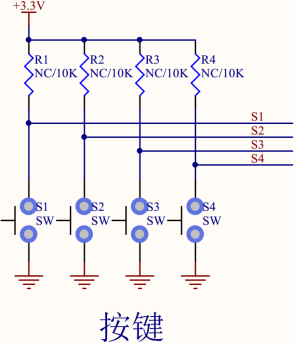 +3.3V
R1 R2 R3 R4
NC/10K NC/10K NC/10K NC/10K
S1
S2
S3
S4
S1 S2 S3 S4
SW SW SW SW
按键